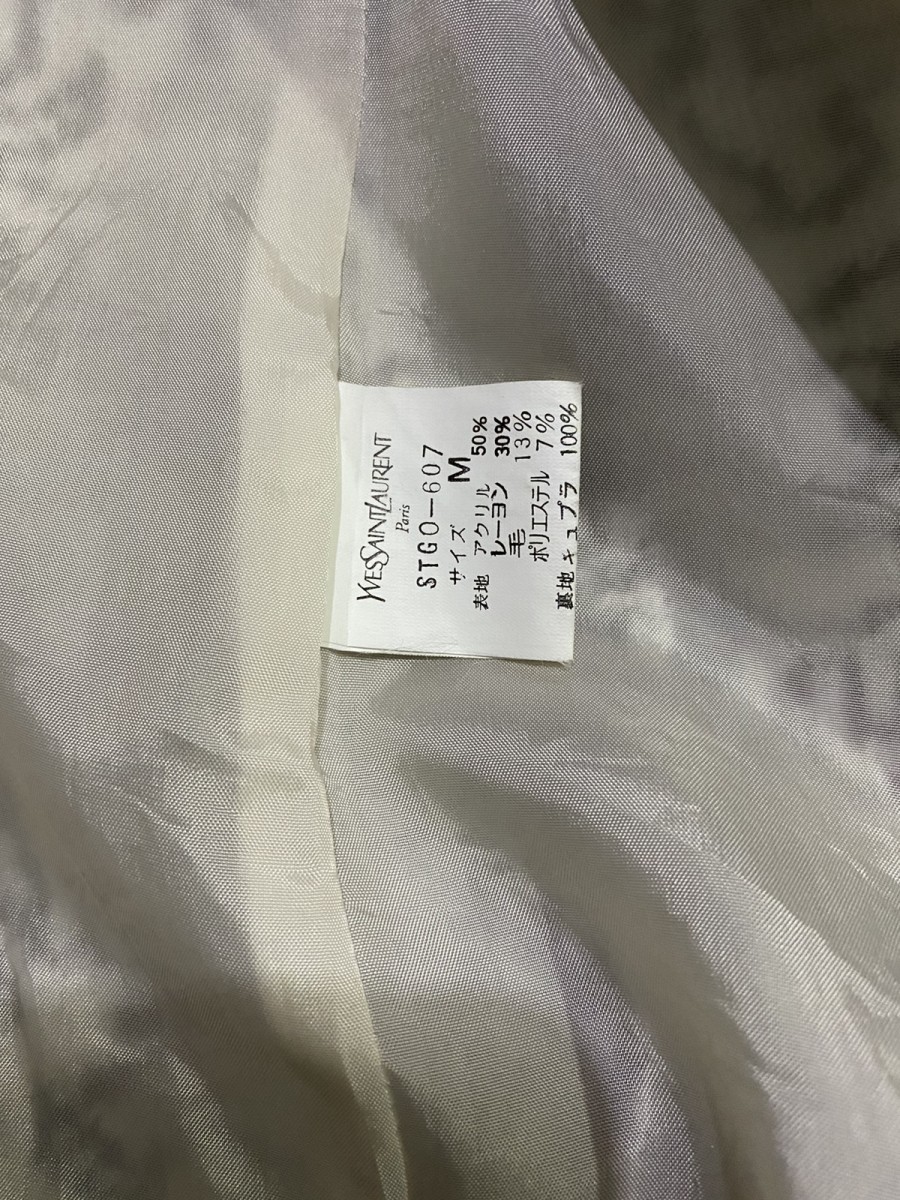 YVESSAINTLAURENT
Paris
STGO-607
サイズ M
表地 アクリル 50%
レーヨン 30%
毛 13%
ポリエステル 7%
裏地 キュプラ 100%